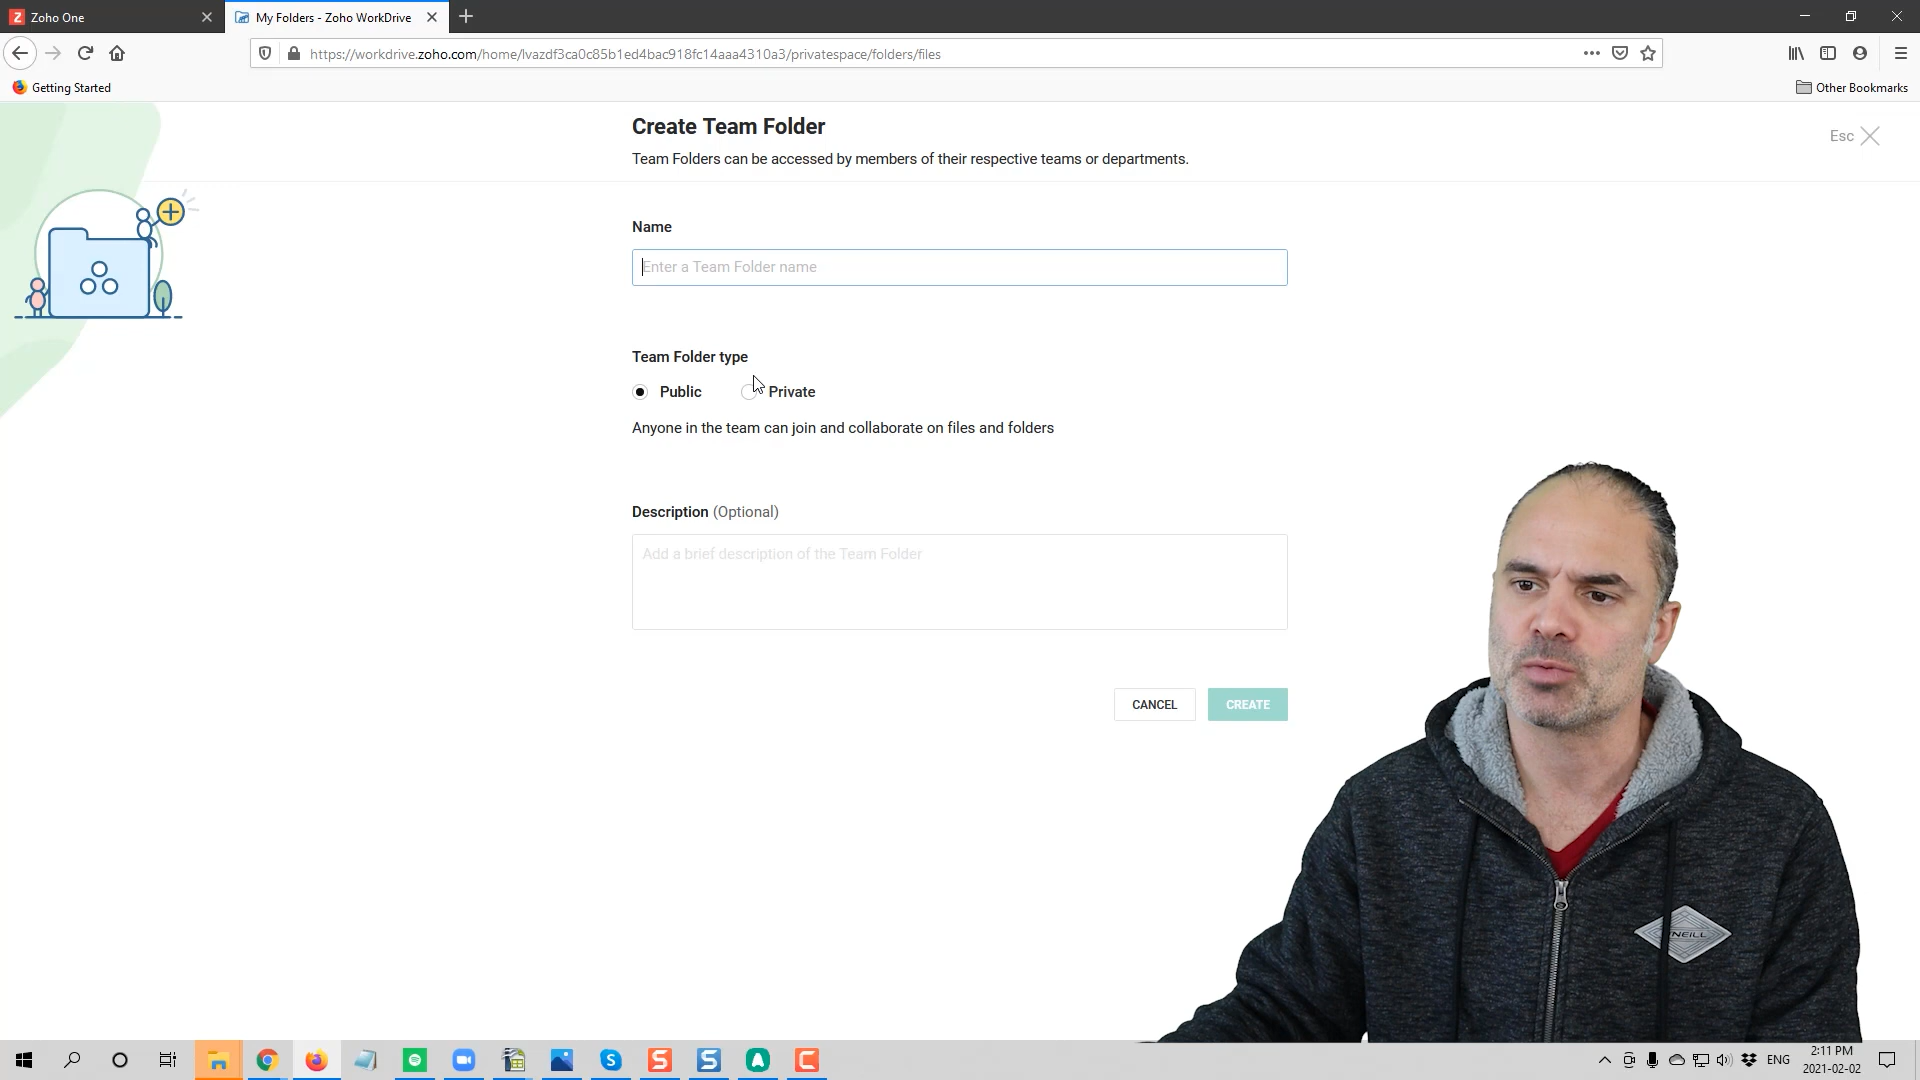 Zoho One
My Folders - Zoho WorkDrive
https://workdrive.zoho.com/home/lvazdf3ca0c85b1ed4bac918fc14aaa4310a3/privatespace/folders/files
Getting Started
Other Bookmarks
Create Team Folder
Team Folders can be accessed by members of their respective teams or departments.
Esc
Name
Enter a Team Folder name
Team Folder type
Public
Private
Anyone in the team can join and collaborate on files and folders
Description (Optional)
Add a brief description of the Team Folder
CANCEL
CREATE
O'NEILL
ENG
2:11 PM
2021-02-02